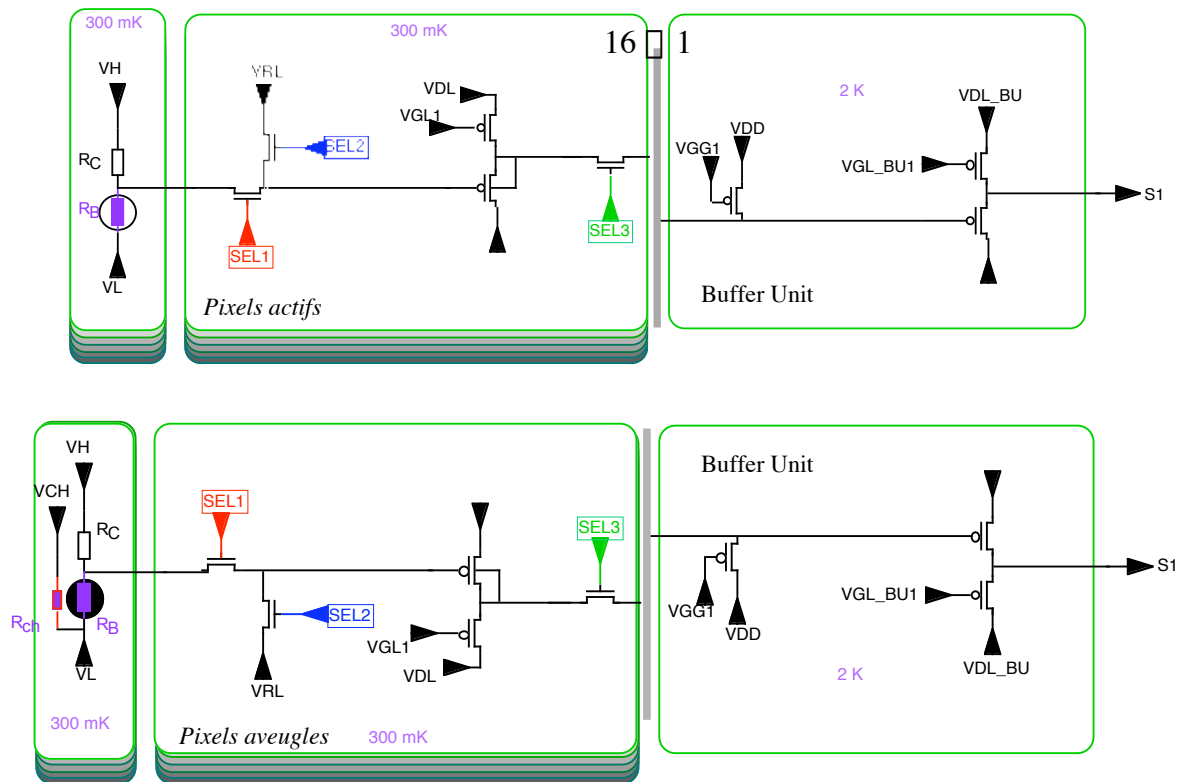 300 mK
300 mK
16 1
VH
VRL
VDL
2 K
VDL_BU
VGL1
VDD
SEL2
VGG1
RC
VGL_BU1
RB
S1
SEL1
SEL3
VL
Pixels actifs
Buffer Unit
VH
Buffer Unit
VCH
SEL1
SEL3
RC
S1
Rch
RB
SEL2
VGG1
VGL_BU1
VGL1
VDD
VL
VRL
VDL
VDL_BU
2 K
300 mK
Pixels aveugles 300 mK